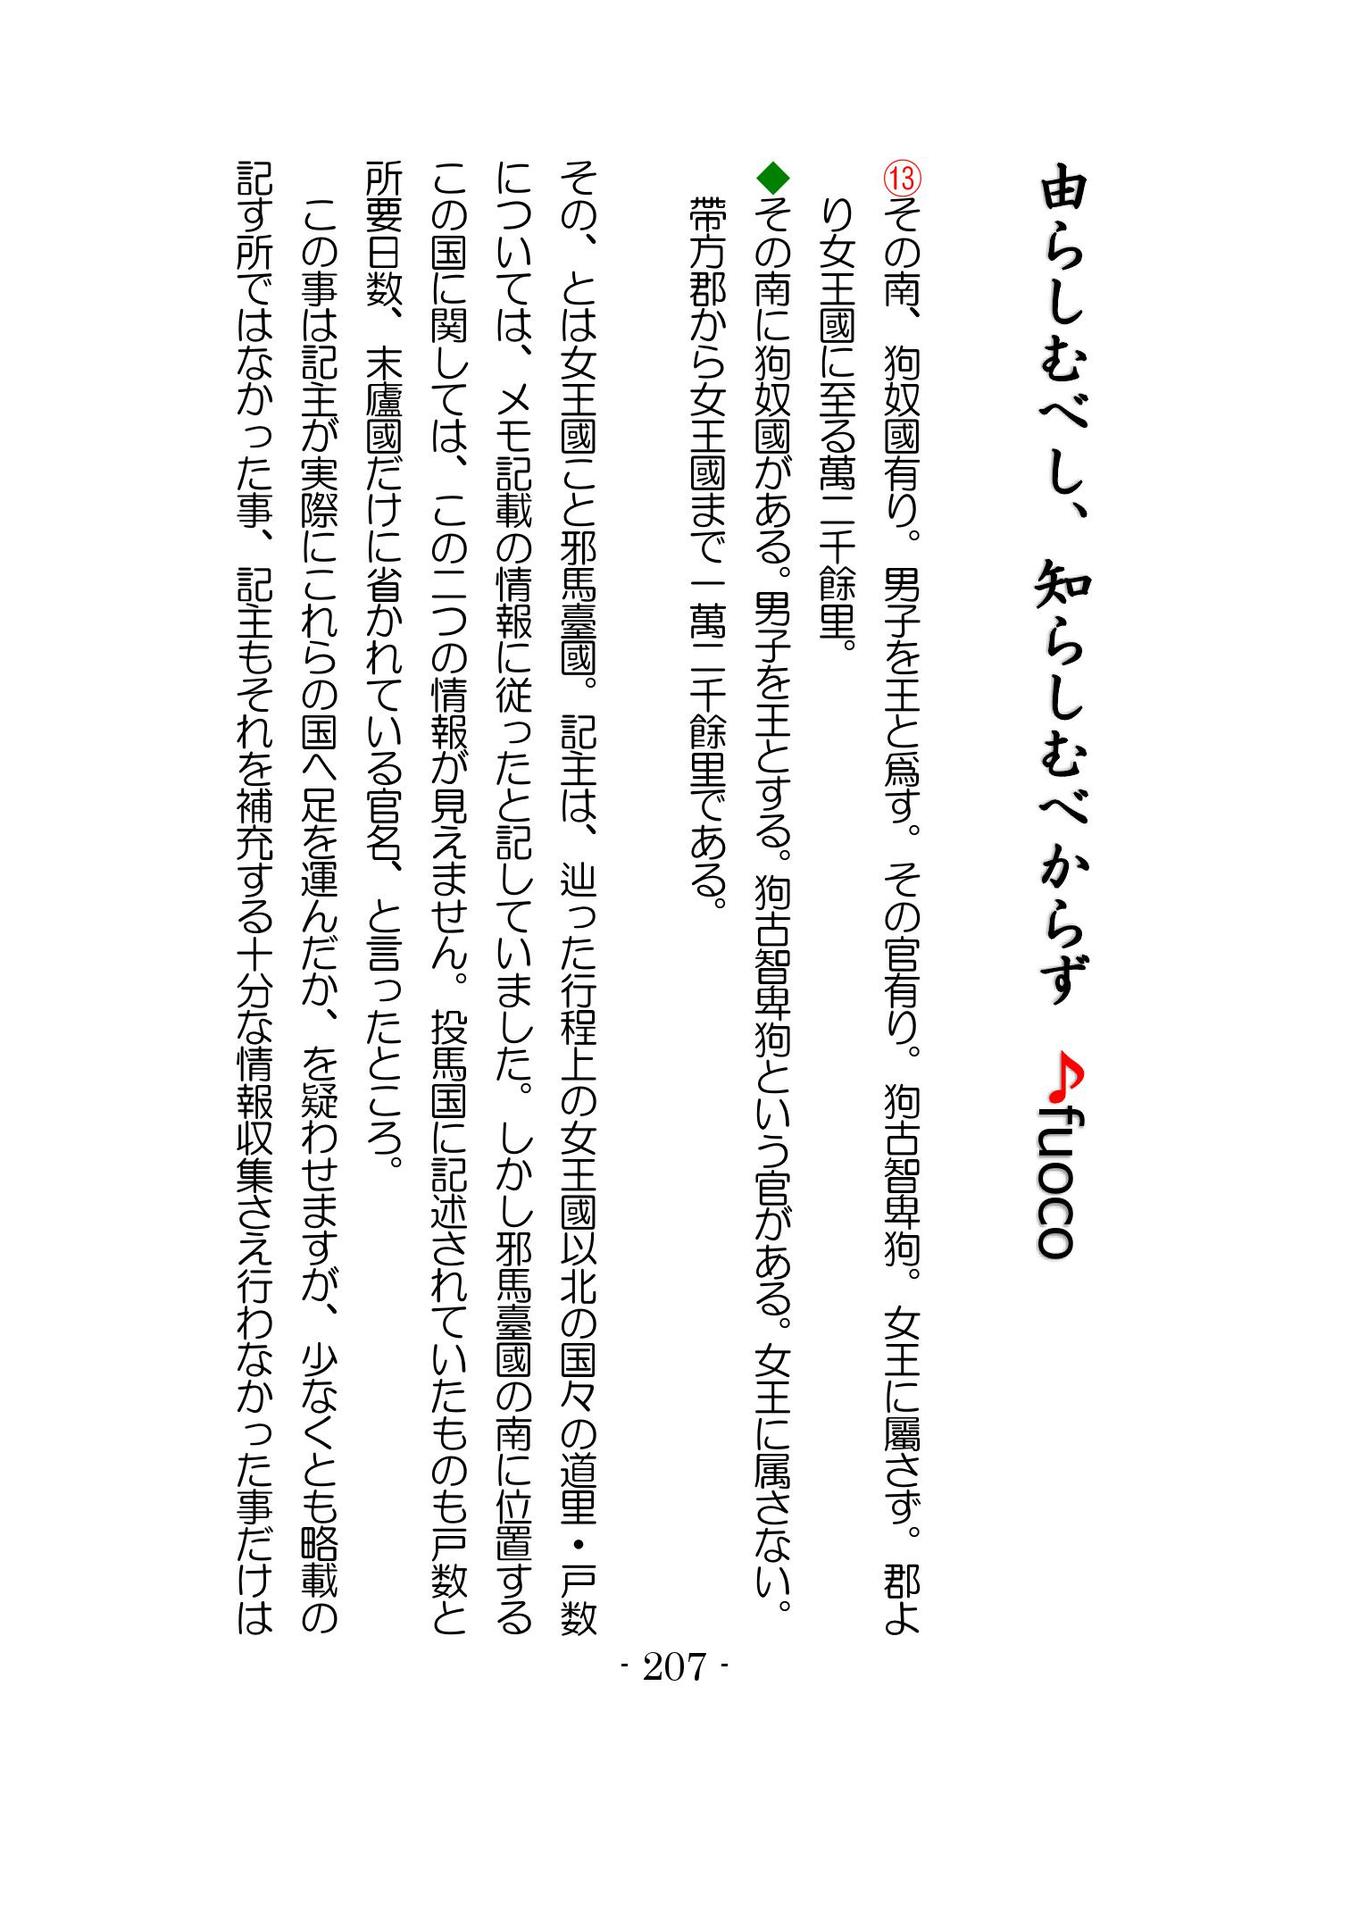 由らしむべし、知らしむべからず ♪fuoco
⑬その南、狗奴國有り。男子を王と爲す。その官有り。狗古智卑狗。女王に屬さず。郡よ
り女王國に至る萬二千餘里。
◆その南に狗奴國がある。男子を王とする。狗古智卑狗という官がある。女王に属さない。
帶方郡から女王國まで一萬二千餘里である。
その、とは女王國こと邪馬臺國。記主は、辿った行程上の女王國以北の国々の道里・戸数
については、メモ記載の情報に従ったと記していました。しかし邪馬臺國の南に位置する
この国に関しては、この二つの情報が見えません。投馬国に記述されていたものも戸数と
所要日数、末廬國だけに省かれている官名、と言ったところ。
この事は記主が実際にこれらの国へ足を運んだか、を疑わせますが、少なくとも略載の
記す所ではなかった事、記主もそれを補充する十分な情報収集さえ行わなかった事だけは
- 207 -